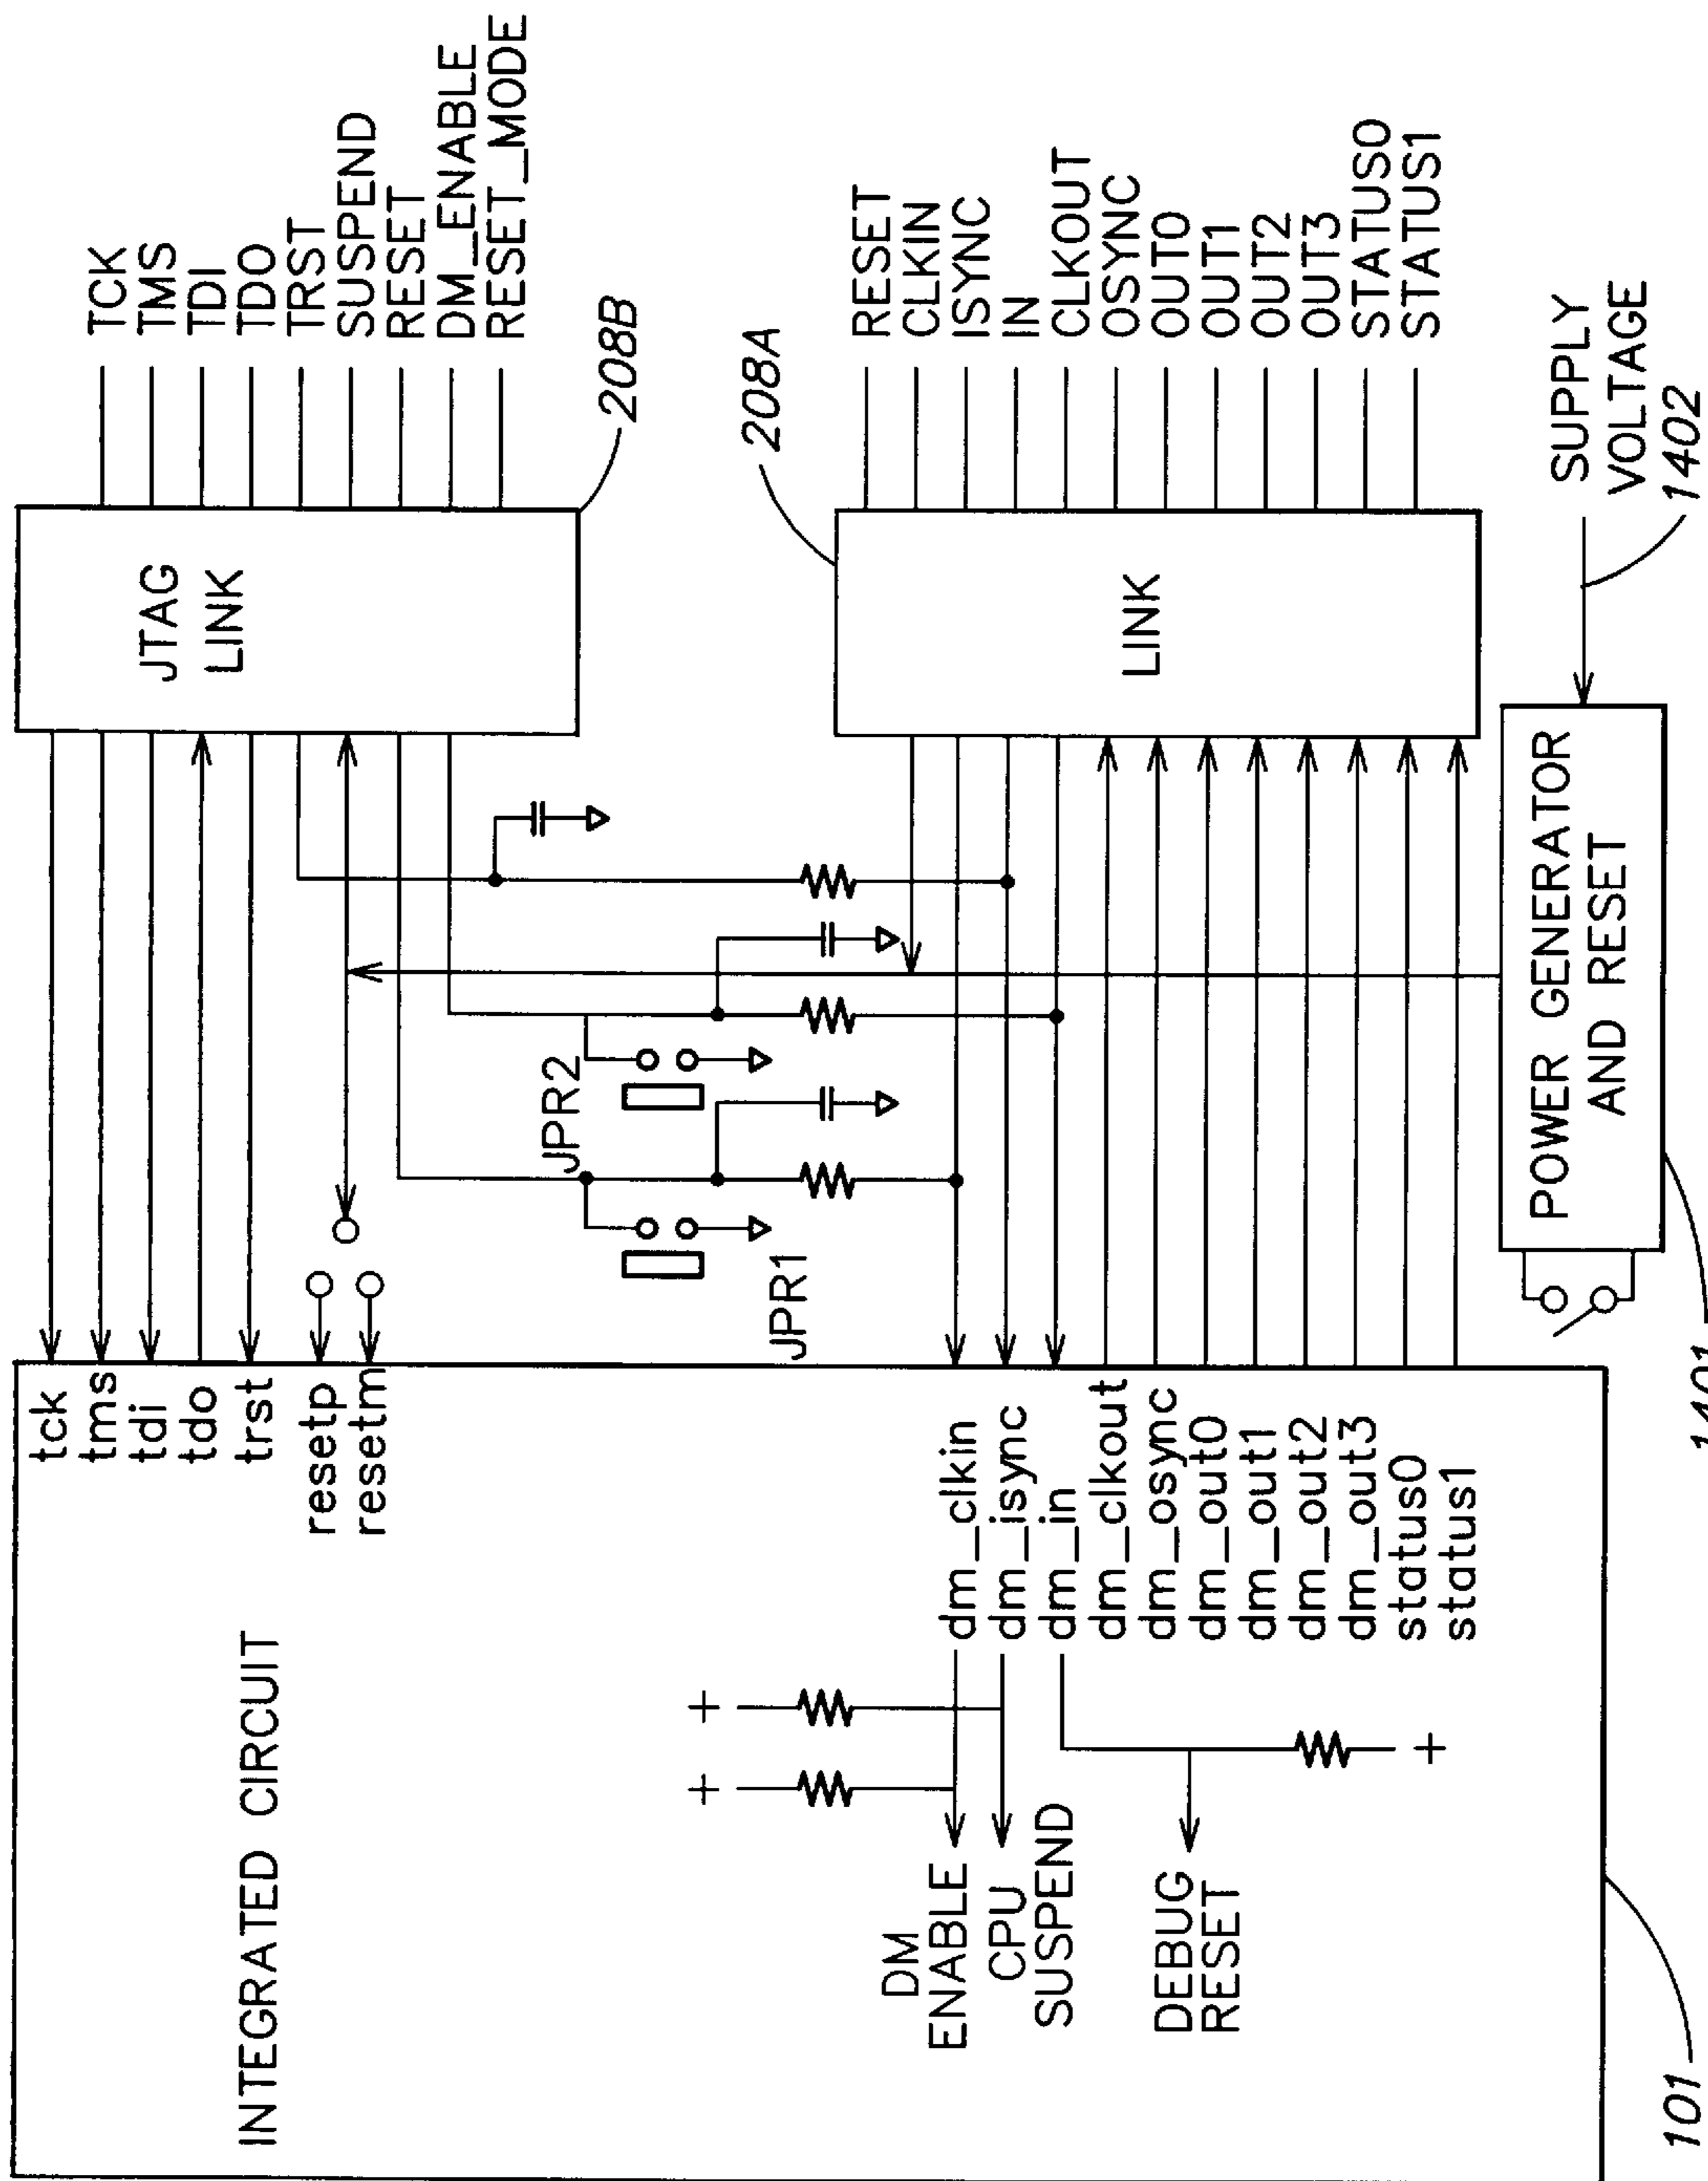 INTEGRATED CIRCUIT
tck
tms
tdi
tdo
trst
resetp
resetm
DM
ENABLE
CPU
SUSPEND
DEBUG
RESET
+
+
+
dm_clkin
dm_isync
dm_in
dm_clkout
dm_osync
dm_out0
dm_out1
dm_out2
dm_out3
status0
status1
101
JPR1
JPR2
JTAG
LINK
TCK
TMS
TDI
TDO
TRST
SUSPEND
RESET
DM_ENABLE
RESET_MODE
208B
208A
LINK
RESET
CLKIN
ISYNC
IN
CLKOUT
OSYNC
OUT0
OUT1
OUT2
OUT3
STATUS0
STATUS1
POWER GENERATOR
AND RESET
1401
SUPPLY
VOLTAGE
1402